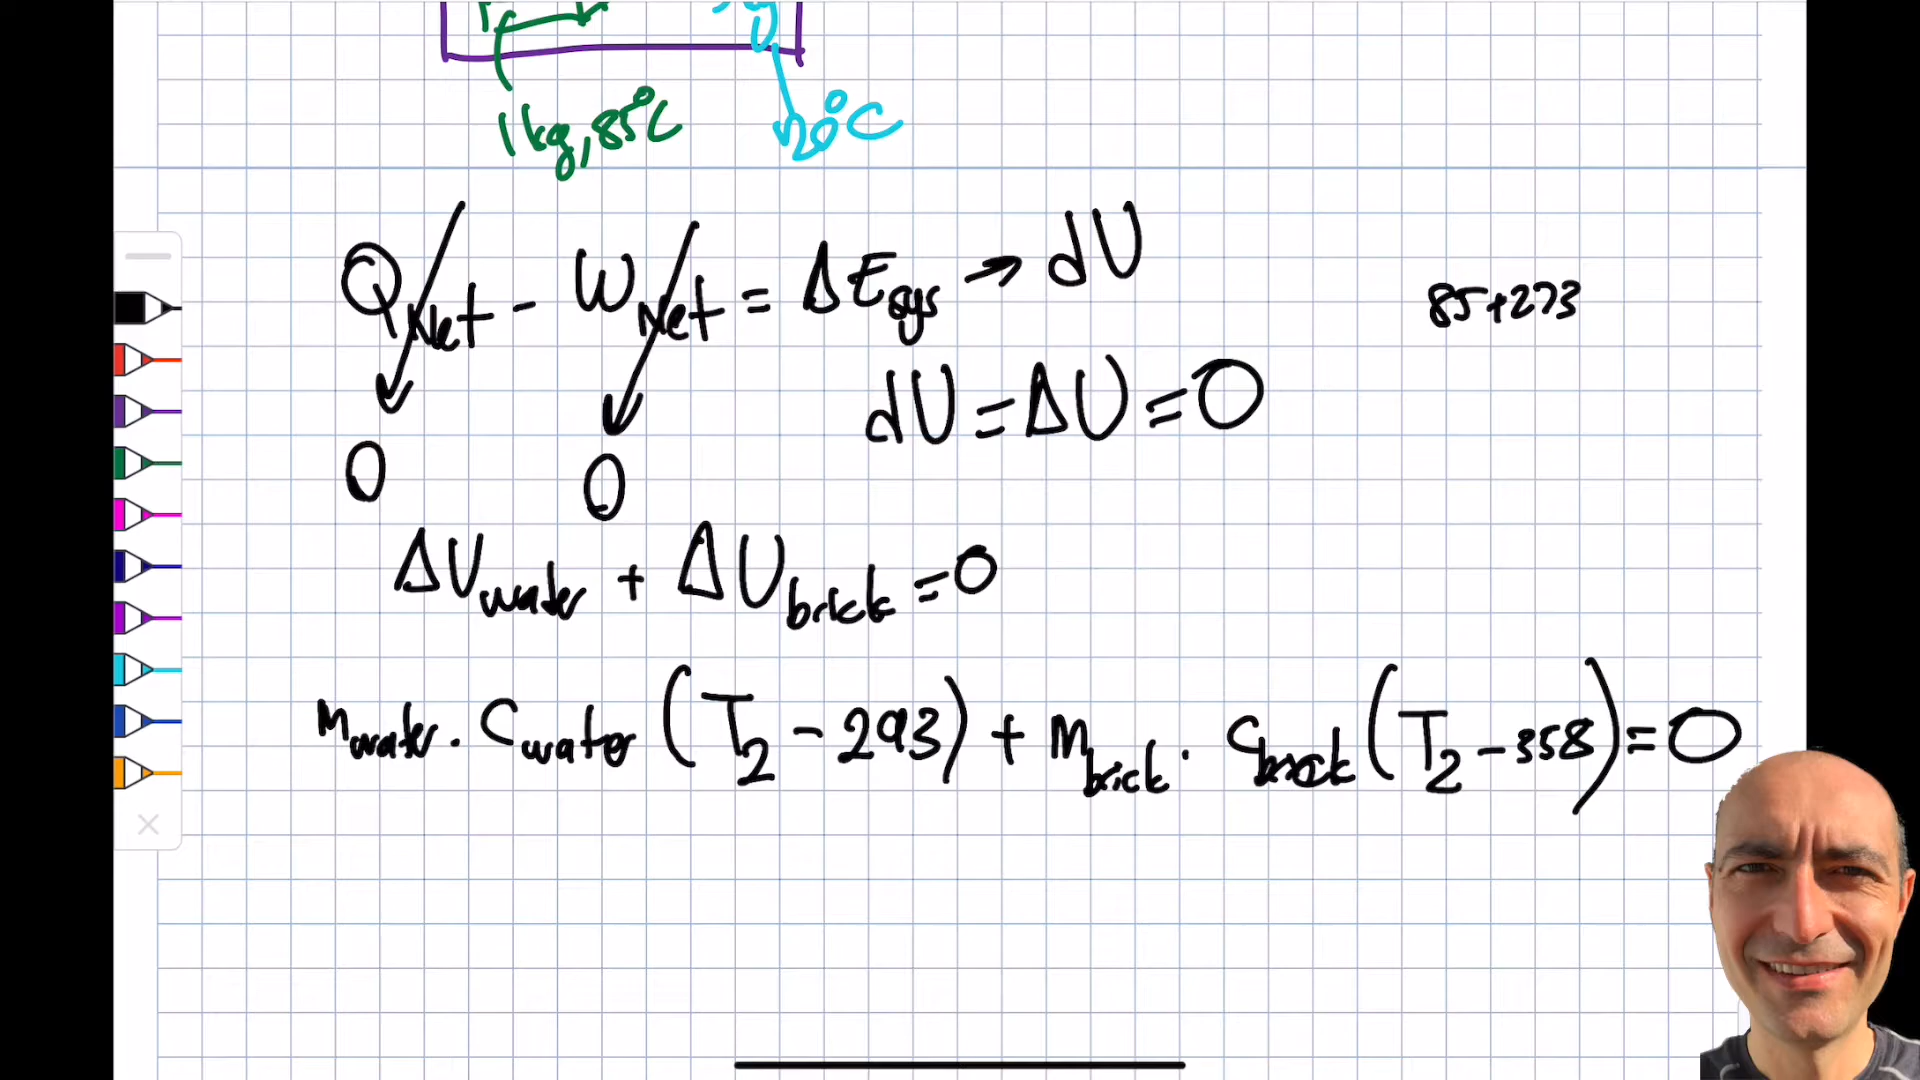 1kg, 85°C
20°C
Q_Net - W_Net = ΔE_sys → dU
85+273
dU = ΔU = 0
0 0
ΔU_water + ΔU_brick = 0
m_water · C_water (T_2 - 293) + m_brick · C_brick (T_2 - 358) = 0